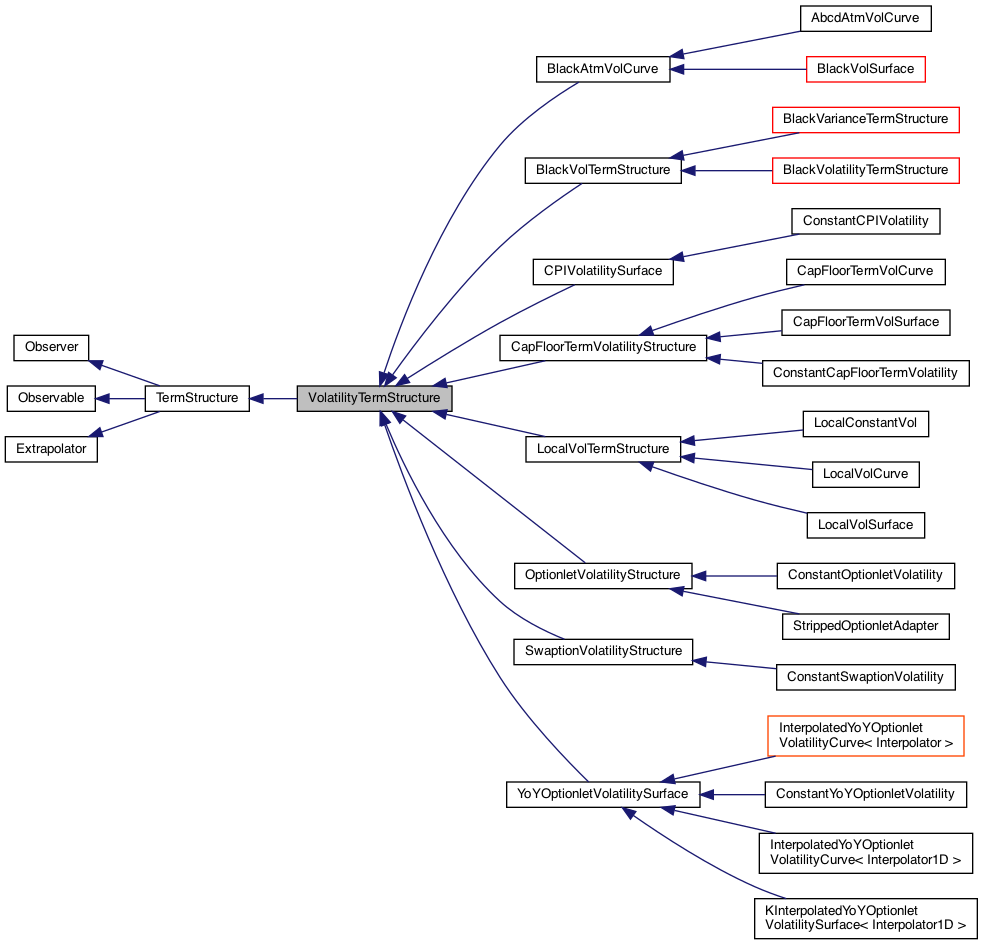 AbcdAtmVolCurve
BlackAtmVolCurve
BlackVolSurface
BlackVarianceTermStructure
BlackVolTermStructure
BlackVolatilityTermStructure
ConstantCPIVolatility
CPIVolatilitySurface
CapFloorTermVolCurve
CapFloorTermVolSurface
Observer
CapFloorTermVolatilityStructure
ConstantCapFloorTermVolatility
Observable
TermStructure
VolatilityTermStructure
LocalConstantVol
Extrapolator
LocalVolTermStructure
LocalVolCurve
LocalVolSurface
OptionletVolatilityStructure
ConstantOptionletVolatility
StrippedOptionletAdapter
SwaptionVolatilityStructure
ConstantSwaptionVolatility
InterpolatedYoYOptionlet
VolatilityCurve< Interpolator >
YoYOptionletVolatilitySurface
ConstantYoYOptionletVolatility
InterpolatedYoYOptionlet
VolatilityCurve< Interpolator1D >
KInterpolatedYoYOptionlet
VolatilitySurface< Interpolator1D >